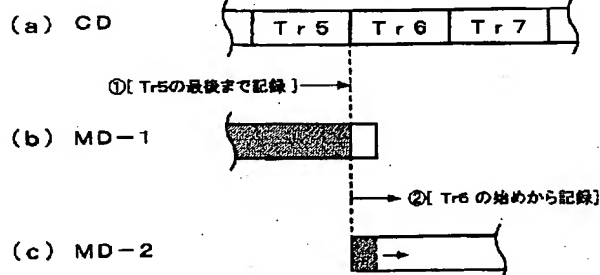 (a) CD Tr5 Tr6 Tr7
①[ Tr5の最後まで記録 ]
(b) MD-1
②[ Tr6 の始めから記録]
(c) MD-2